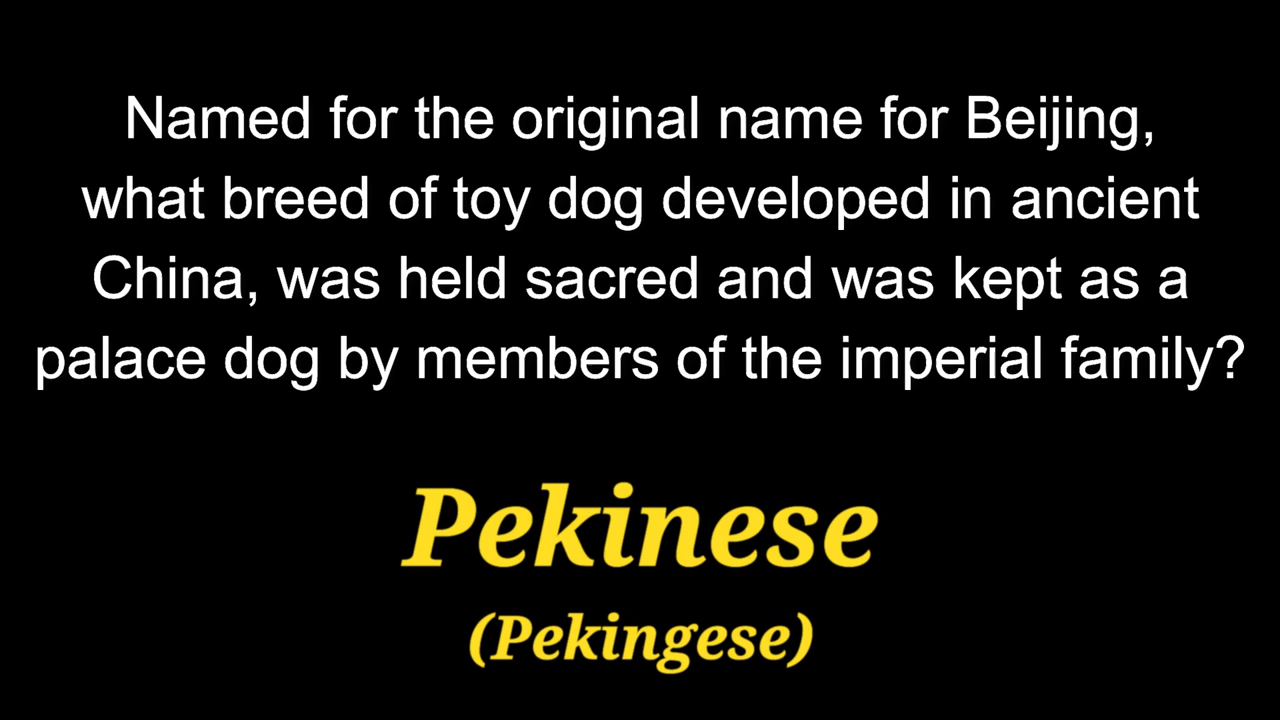 Named for the original name for Beijing,
what breed of toy dog developed in ancient
China, was held sacred and was kept as a
palace dog by members of the imperial family?
Pekinese
(Pekingese)